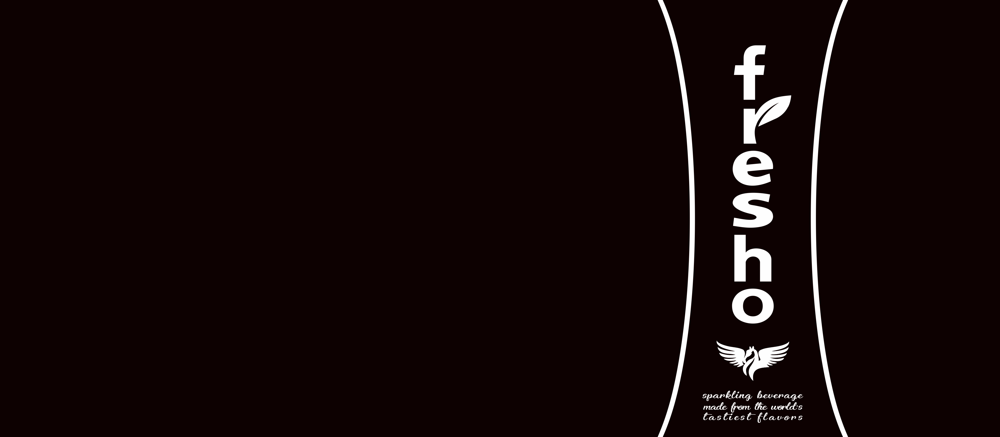 fresho
sparkling beverage
made from the world's
tastiest flavors